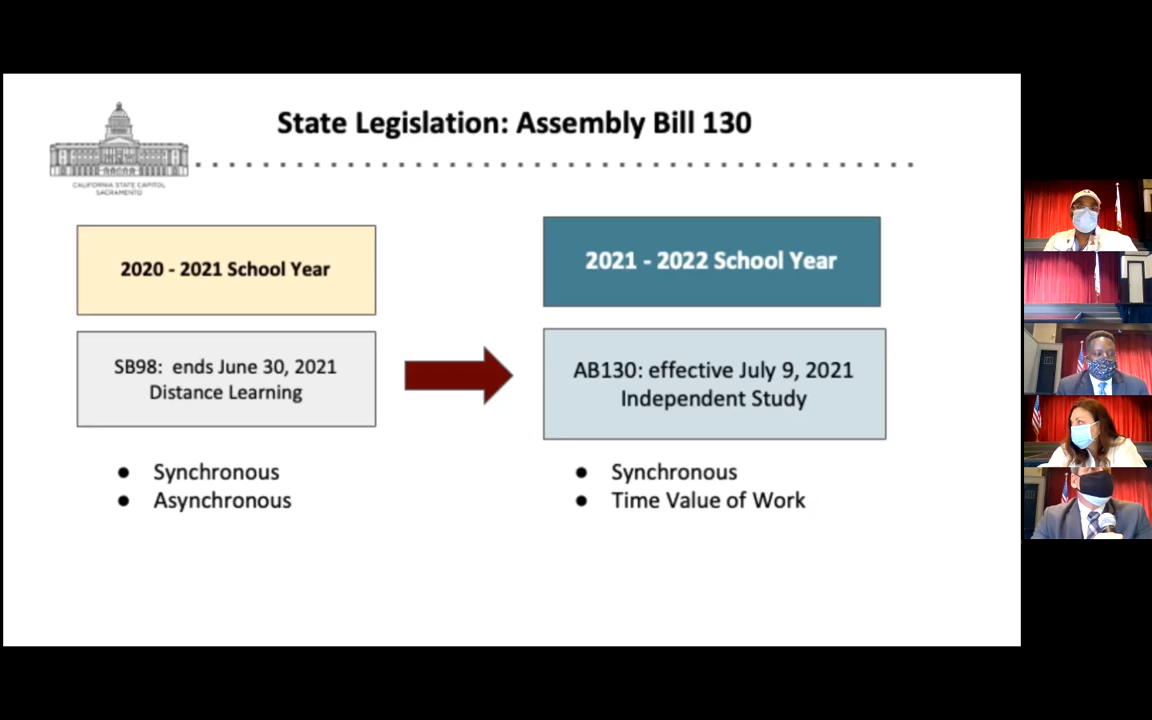 State Legislation: Assembly Bill 130
CALIFORNIA STATE CAPITOL
SACRAMENTO
2020 - 2021 School Year
2021 - 2022 School Year
SB98: ends June 30, 2021
Distance Learning
AB130: effective July 9, 2021
Independent Study
● Synchronous
● Asynchronous
● Synchronous
● Time Value of Work